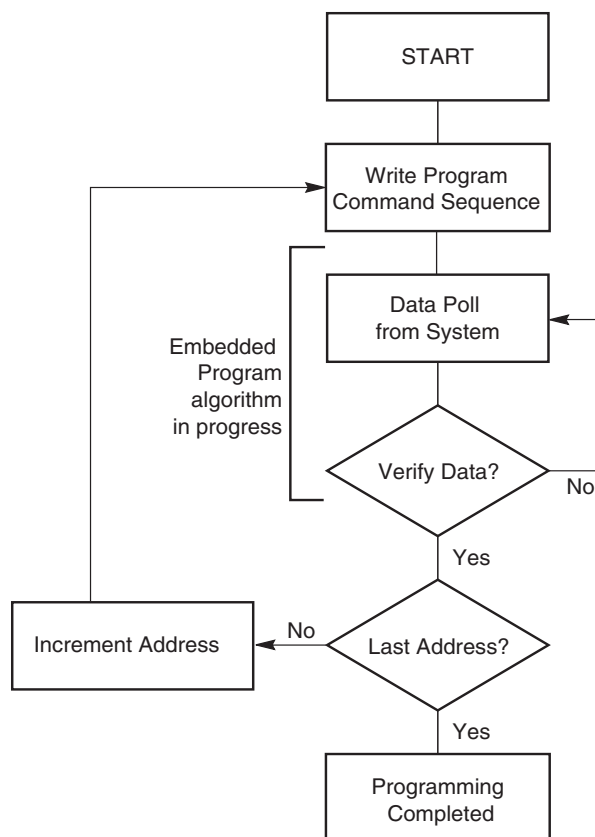 START
Write Program
Command Sequence
Data Poll
from System
Embedded
Program
algorithm
in progress
Verify Data?
No
Yes
Increment Address
No
Last Address?
Yes
Programming
Completed